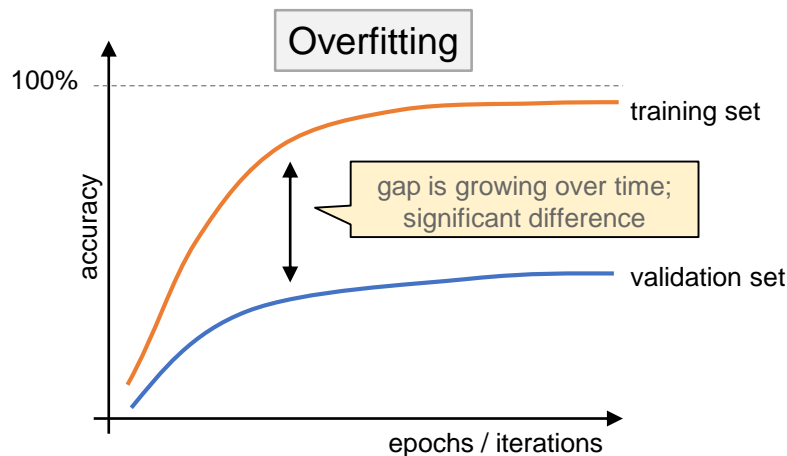 Overfitting
100%
training set
gap is growing over time;
significant difference
accuracy
validation set
epochs / iterations